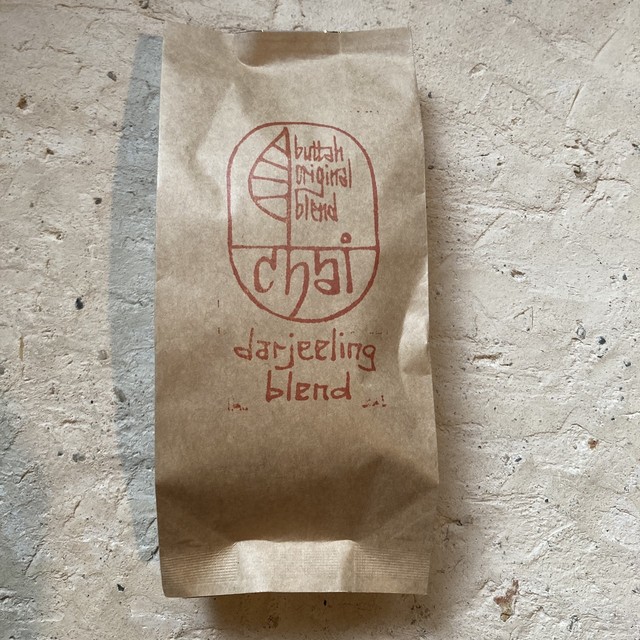 buttah
original
blend
chai
darjeeling
blend